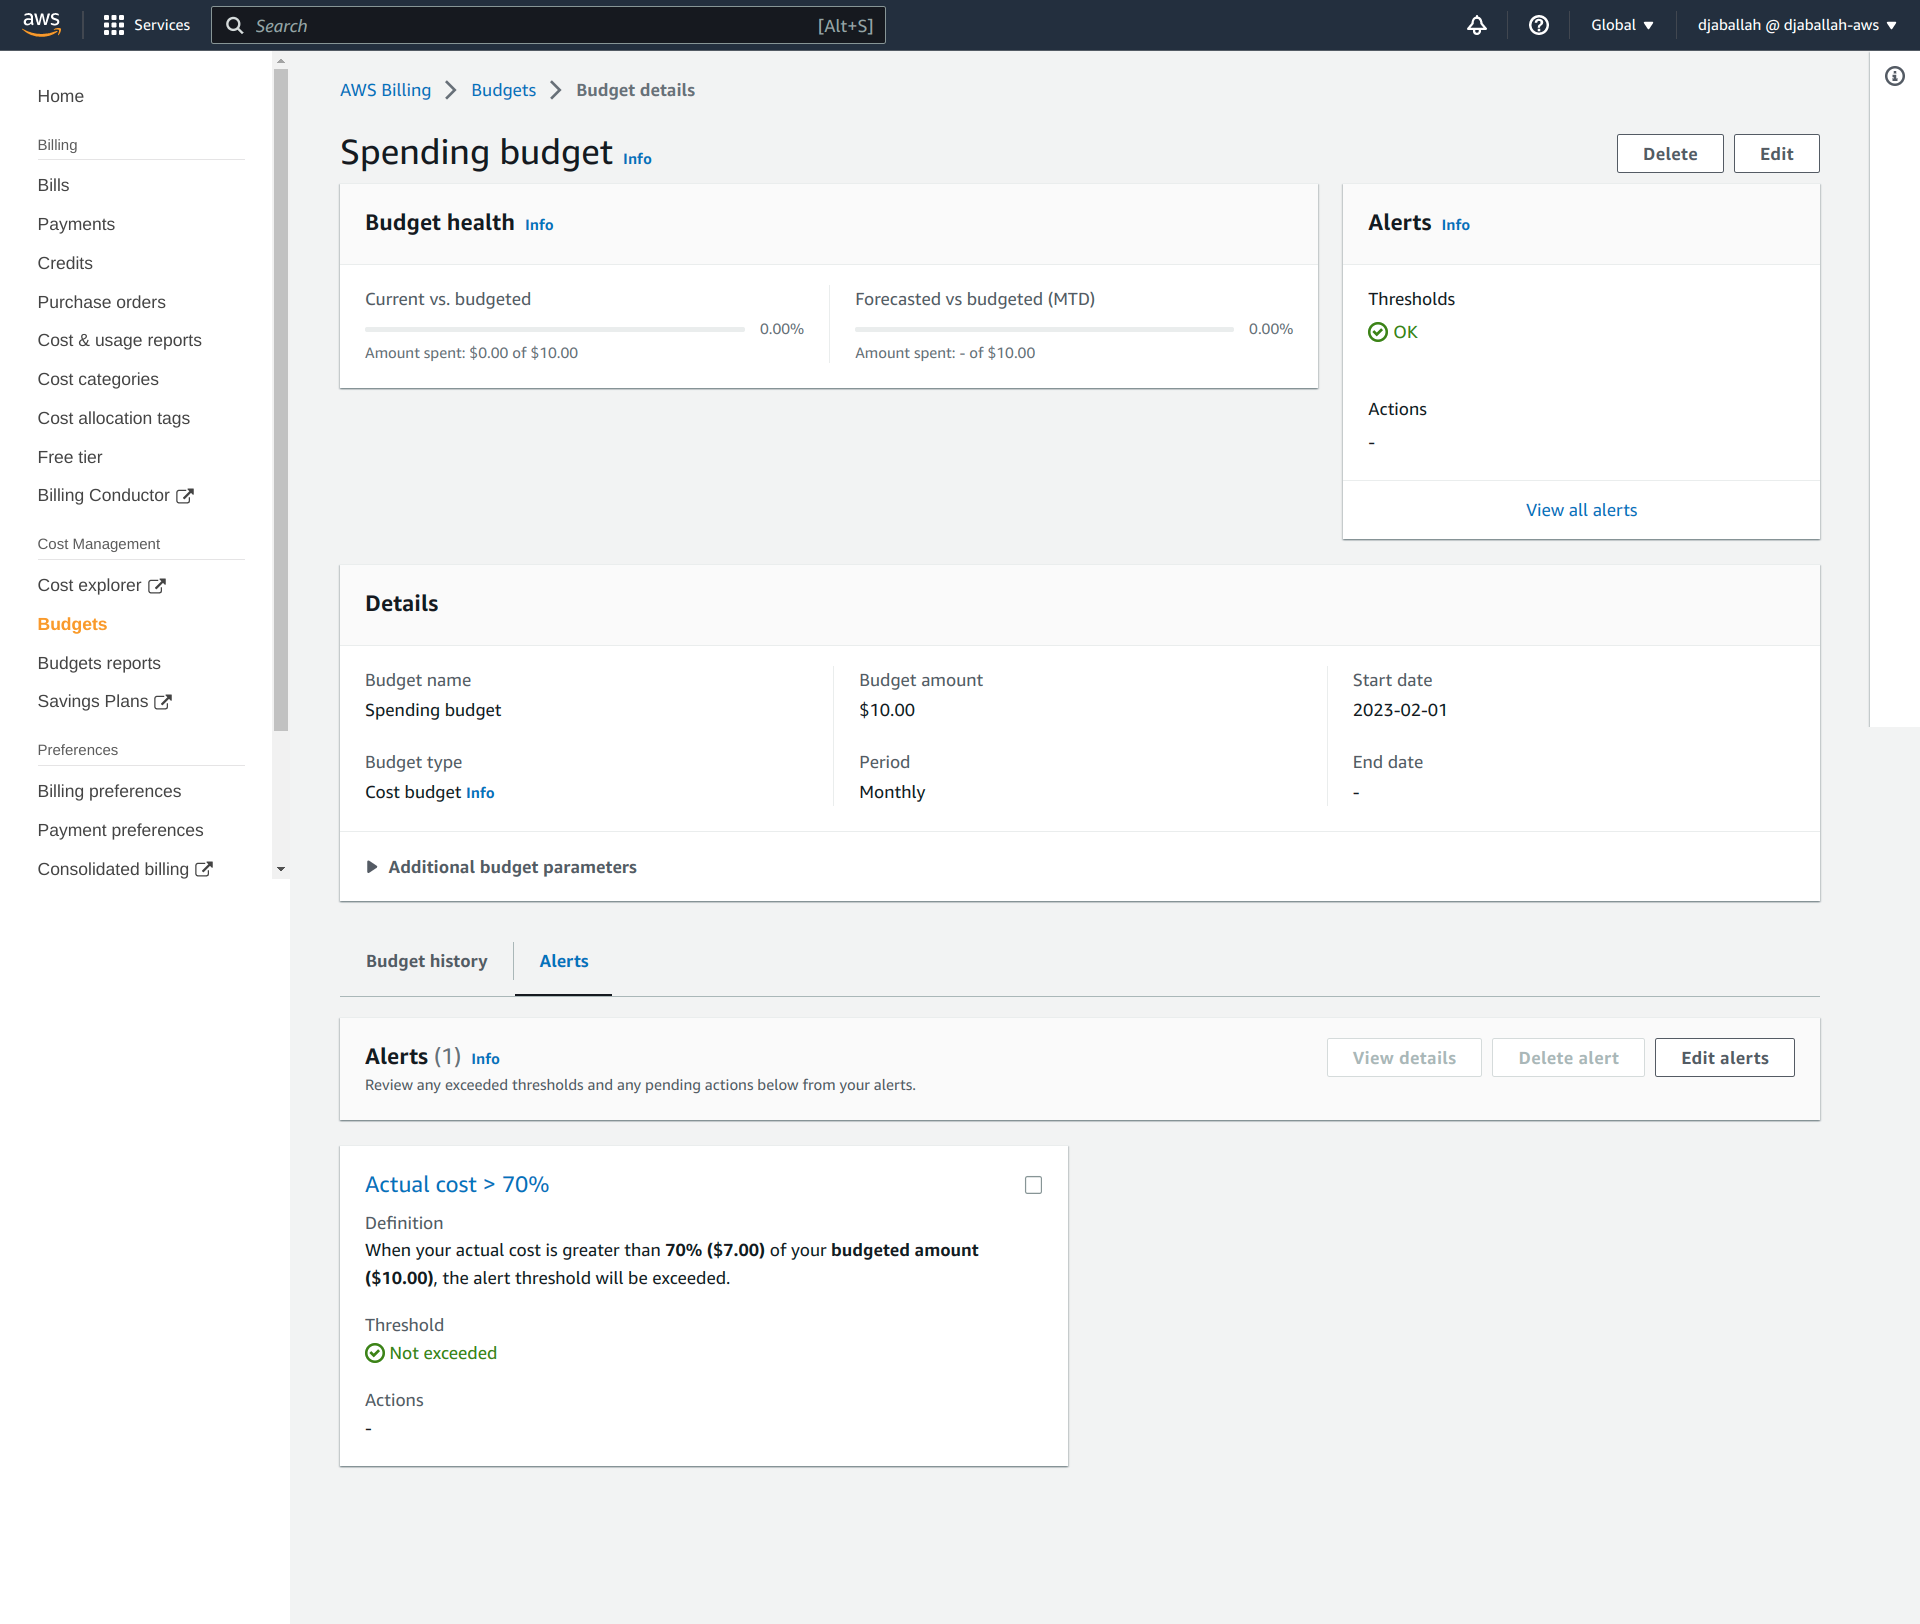 aws
Services
Search
[Alt+S]
Global
djaballah @ djaballah-aws
Home
Billing
Bills
Payments
Credits
Purchase orders
Cost & usage reports
Cost categories
Cost allocation tags
Free tier
Billing Conductor
Cost Management
Cost explorer
Budgets
Budgets reports
Savings Plans
Preferences
Billing preferences
Payment preferences
Consolidated billing
AWS Billing
Budgets
Budget details
Spending budget Info
Delete
Edit
Budget health Info
Current vs. budgeted
0.00%
Amount spent: $0.00 of $10.00
Forecasted vs budgeted (MTD)
0.00%
Amount spent: - of $10.00
Alerts Info
Thresholds
OK
Actions
-
View all alerts
Details
Budget name
Spending budget
Budget type
Cost budget Info
Budget amount
$10.00
Period
Monthly
Start date
2023-02-01
End date
-
Additional budget parameters
Budget history
Alerts
Alerts (1) Info
Review any exceeded thresholds and any pending actions below from your alerts.
View details
Delete alert
Edit alerts
Actual cost > 70%
Definition
When your actual cost is greater than 70% ($7.00) of your budgeted amount
($10.00), the alert threshold will be exceeded.
Threshold
Not exceeded
Actions
-